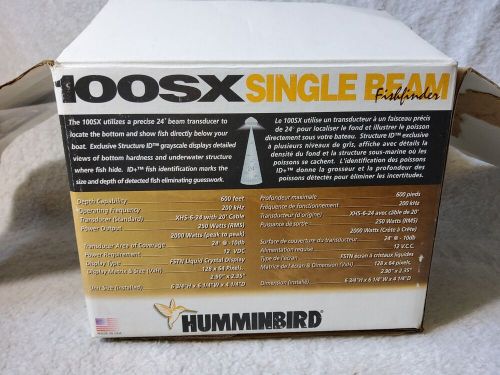 100SX SINGLE BEAM
Fishfinder
The 100SX utilizes a precise 24° beam transducer to
locate the bottom and show fish directly below your
boat. Exclusive Structure ID™ grayscale displays detailed
views of bottom hardness and underwater structure
where fish hide. ID+™ fish identification marks the
size and depth of detected fish eliminating guesswork.
Le 100SX utilise un transducteur à un faisceau précis
de 24° pour localiser le fond et illustrer le poisson
directement sous votre bateau. Structure ID™ exclusive
à plusieurs niveaux de gris, affiche avec détails la
densité du fond et la structure sous-marine où les
poissons se cachent. L'identification des poissons
ID+™ donne la grosseur et la profondeur des
poissons détectés pour éliminer les incertitudes.
Depth Capability 600 feet
Operating Frequency 200 kHz
Transducer (Standard) XHS-6-24 with 20' Cable
Power Output 250 Watts (RMS)
2000 Watts (peak to peak)
Transducer Area of Coverage 24° @ -10db
Power Requirement 12 VDC
Display Type FSTN Liquid Crystal Display
Display Matrix & Size (VxH) 128 x 64 Pixels,
2.90" x 2.35"
Unit Size (Installed) 6 3/4"H x 6 1/4"W x 4 1/4"D
Profondeur maximale 600 pieds
Fréquence de fonctionnement 200 kHz
Transducteur (d'origine) XHS-6-24 avec câble de 20'
Puissance de sortie 250 Watts (RMS)
2000 Watts (Crête à Crête)
Surface de couverture du transducteur 24° @ -10db
Alimentation requise 12 V.C.C.
Type de l'écran FSTN écran à cristaux liquides
Matrice de l'écran & Dimension (VxH) 128 x 64 pixels,
2.90" x 2.35"
Dimension (Installé) 6 3/4"H x 6 1/4"W x 4 1/4"D
MADE IN USA
HUMMINBIRD